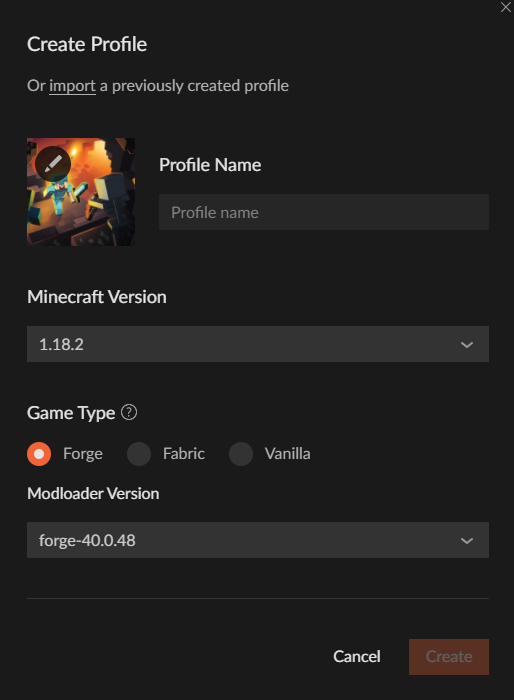 Create Profile
Or import a previously created profile
Profile Name
Profile name
Minecraft Version
1.18.2
Game Type ?
Forge Fabric Vanilla
Modloader Version
forge-40.0.48
Cancel Create